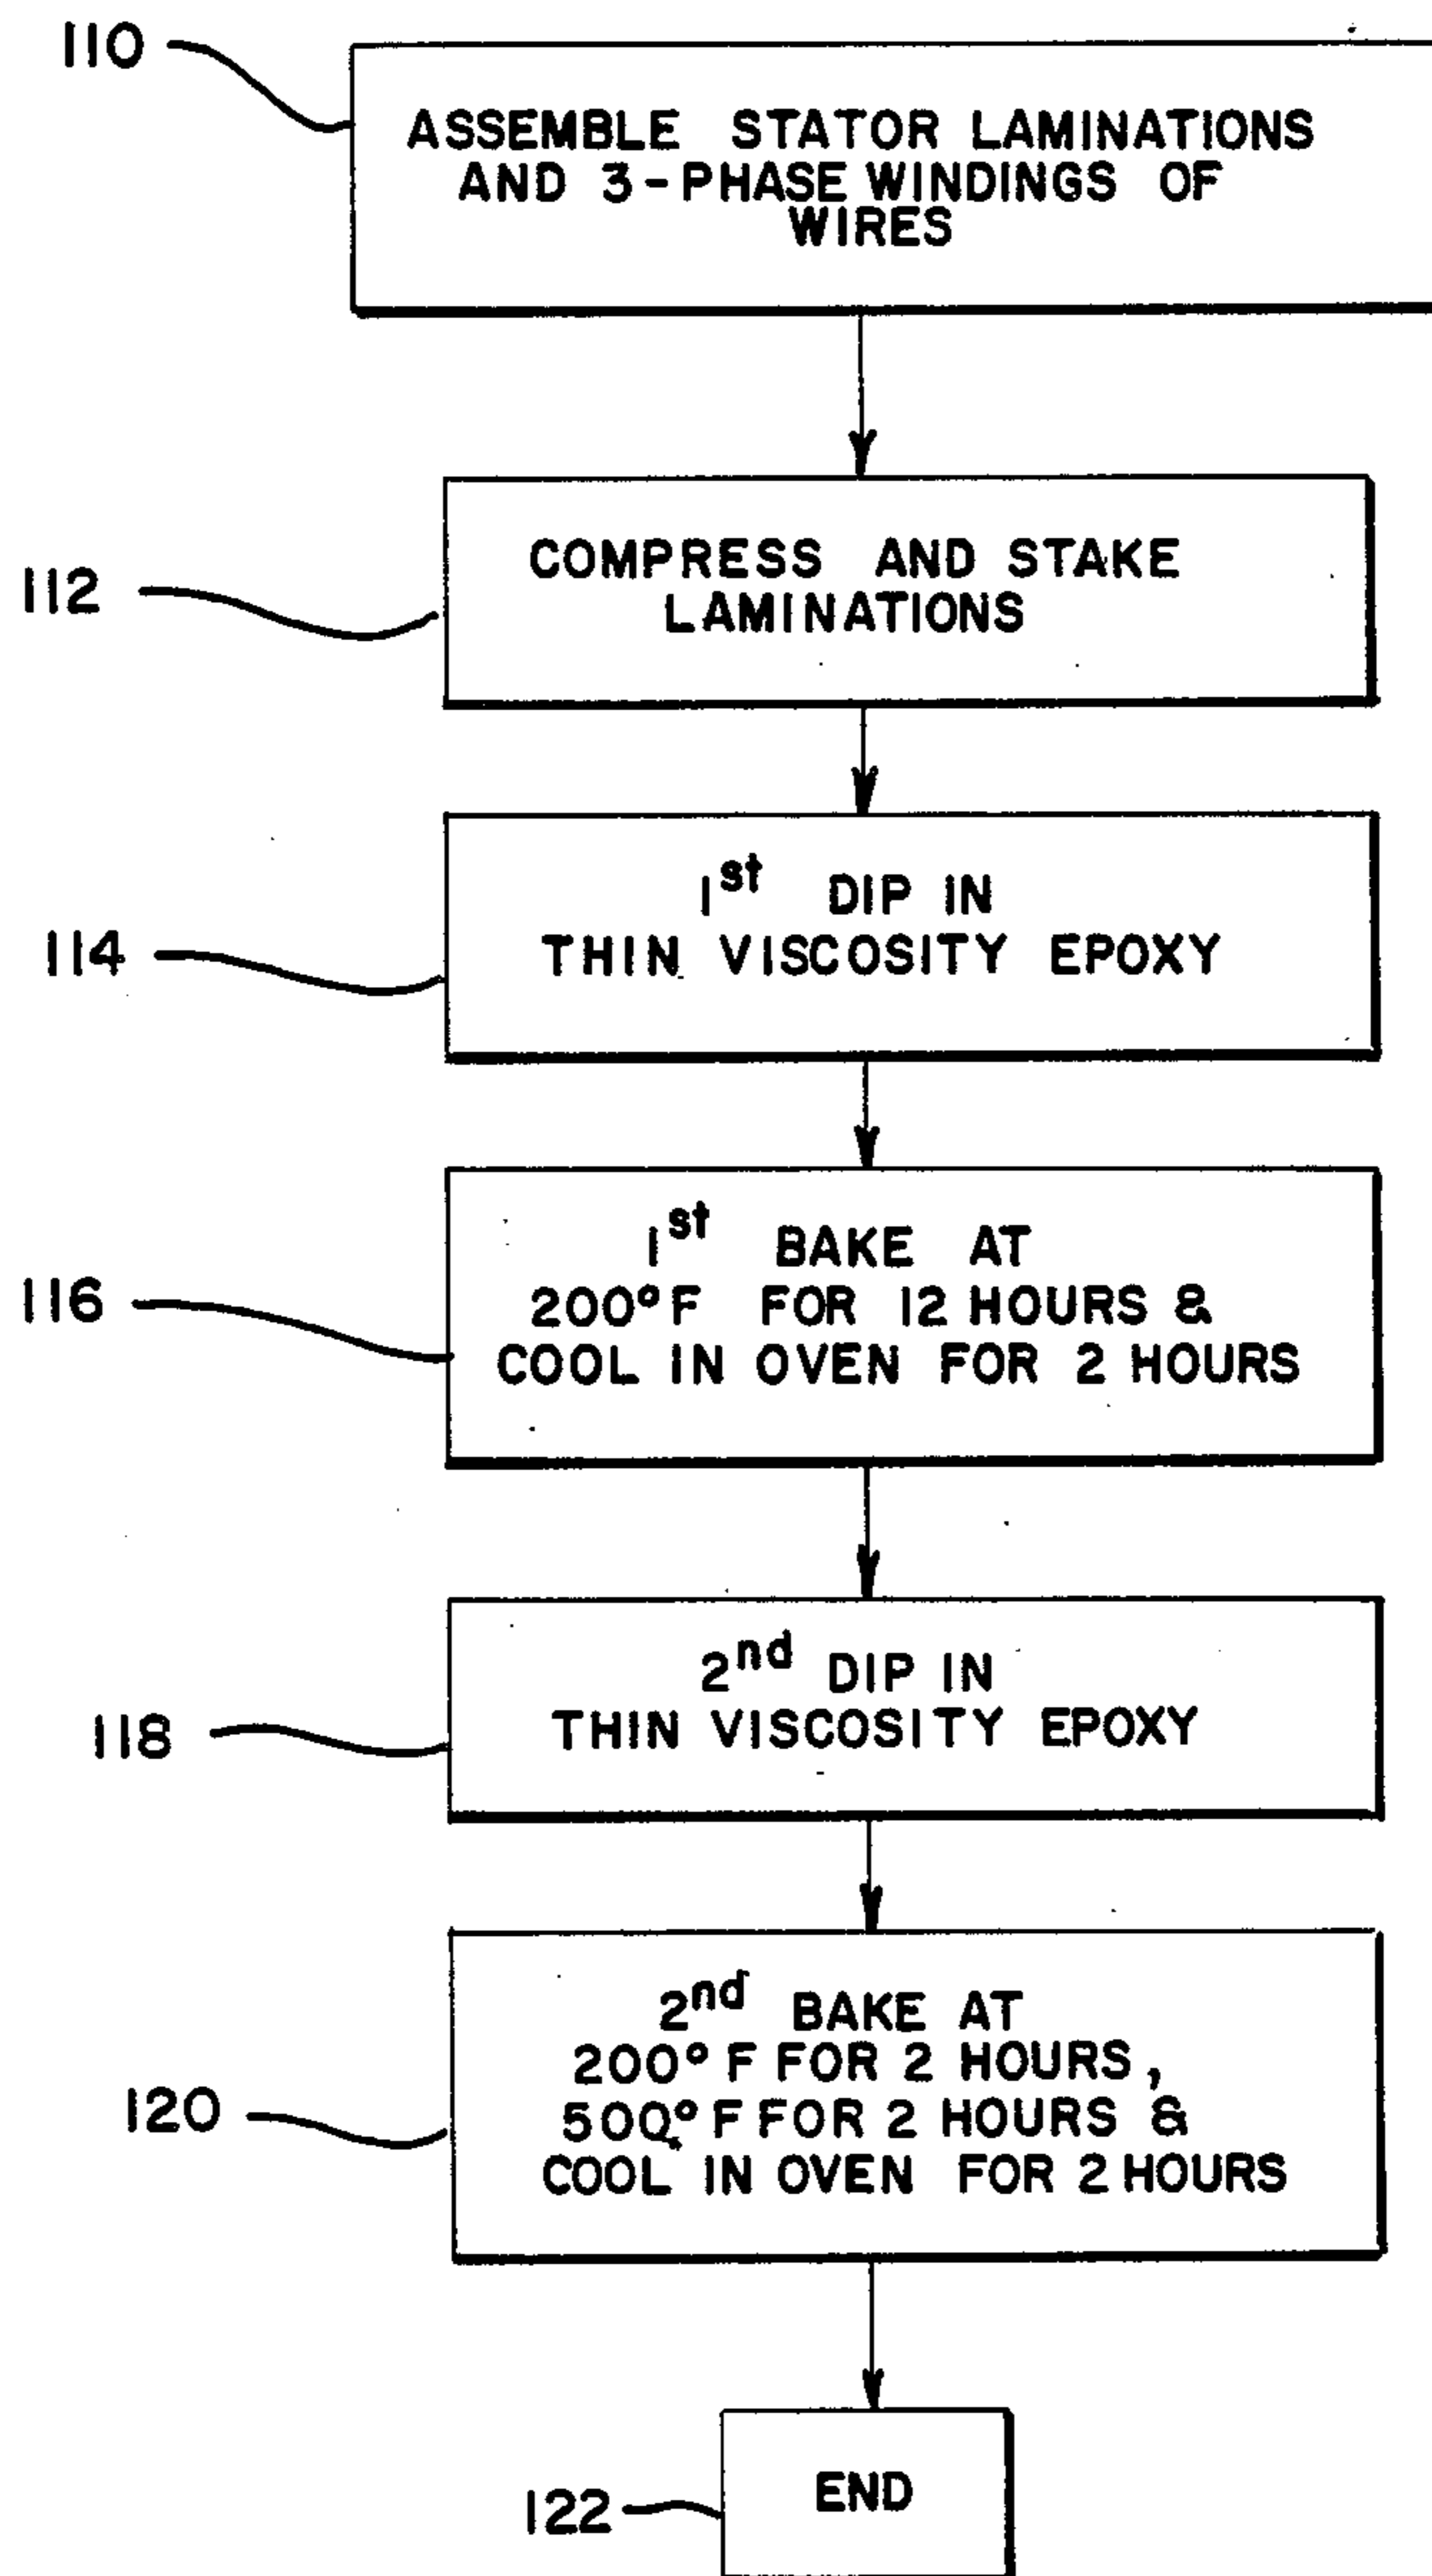 110
ASSEMBLE STATOR LAMINATIONS
AND 3-PHASE WINDINGS OF
WIRES
112
COMPRESS AND STAKE
LAMINATIONS
114
1st DIP IN
THIN VISCOSITY EPOXY
116
1st BAKE AT
200°F FOR 12 HOURS &
COOL IN OVEN FOR 2 HOURS
118
2nd DIP IN
THIN VISCOSITY EPOXY
120
2nd BAKE AT
200°F FOR 2 HOURS,
500°F FOR 2 HOURS &
COOL IN OVEN FOR 2 HOURS
122
END